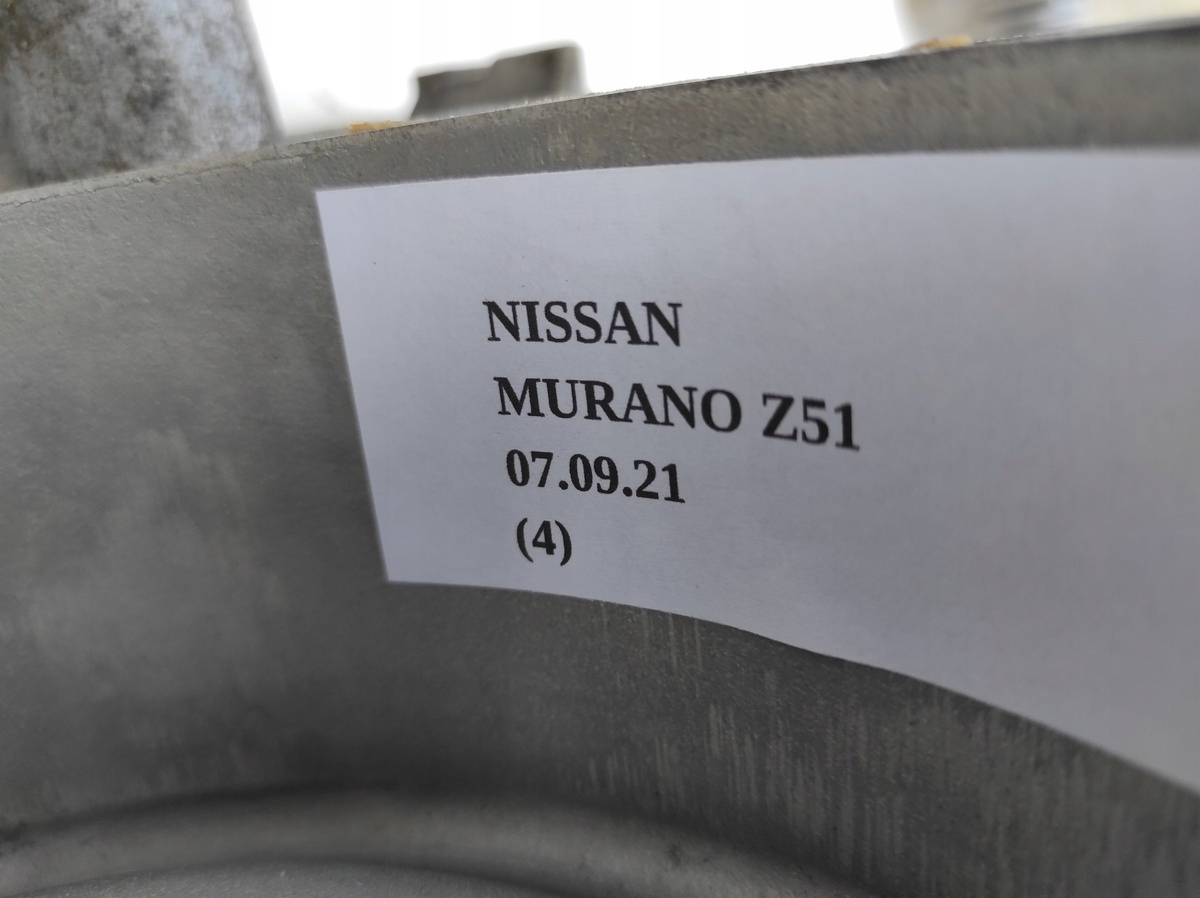 NISSAN
MURANO Z51
07.09.21
(4)